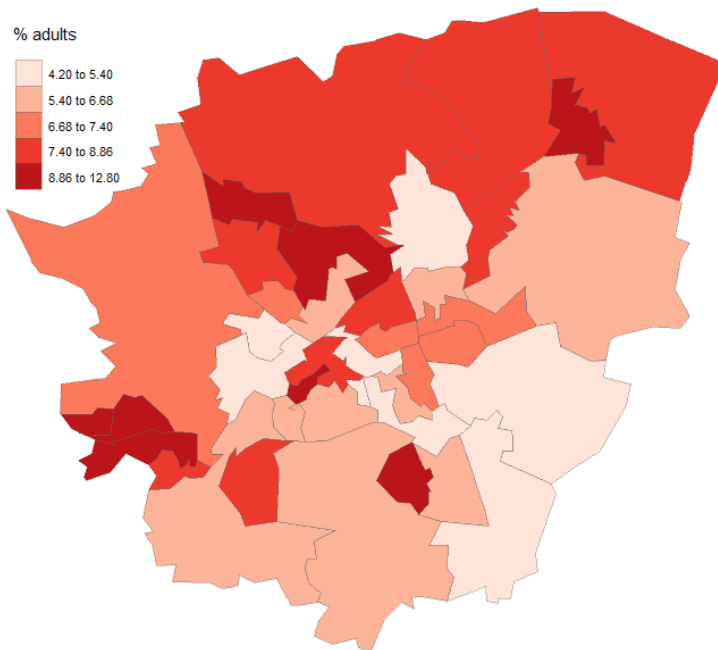 % adults
4.20 to 5.40
5.40 to 6.68
6.68 to 7.40
7.40 to 8.86
8.86 to 12.80